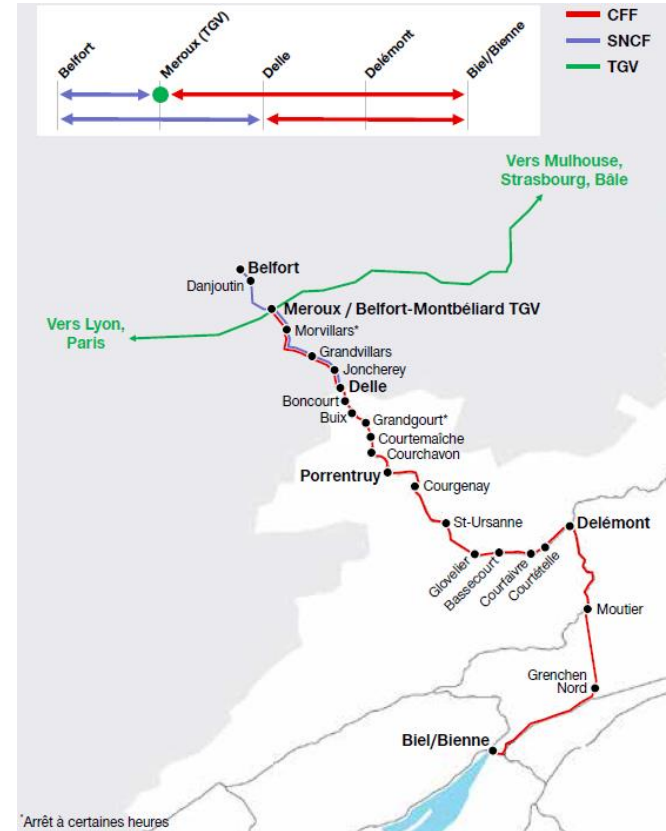 CFF
SNCF
TGV
Belfort
Meroux (TGV)
Delle
Delémont
Biel/Bienne
Vers Mulhouse,
Strasbourg, Bâle
Belfort
Danjoutin
Meroux / Belfort-Montbéliard TGV
Vers Lyon,
Paris
Morvillars*
Grandvillars
Joncherey
Delle
Boncourt
Buix
Grandgourt*
Courtemaîche
Courchavon
Porrentruy
Courgenay
St-Ursanne
Delémont
Glovelier
Bassecourt
Courfaivre
Courtételle
Moutier
Grenchen
Nord
Biel/Bienne
*Arrêt à certaines heures